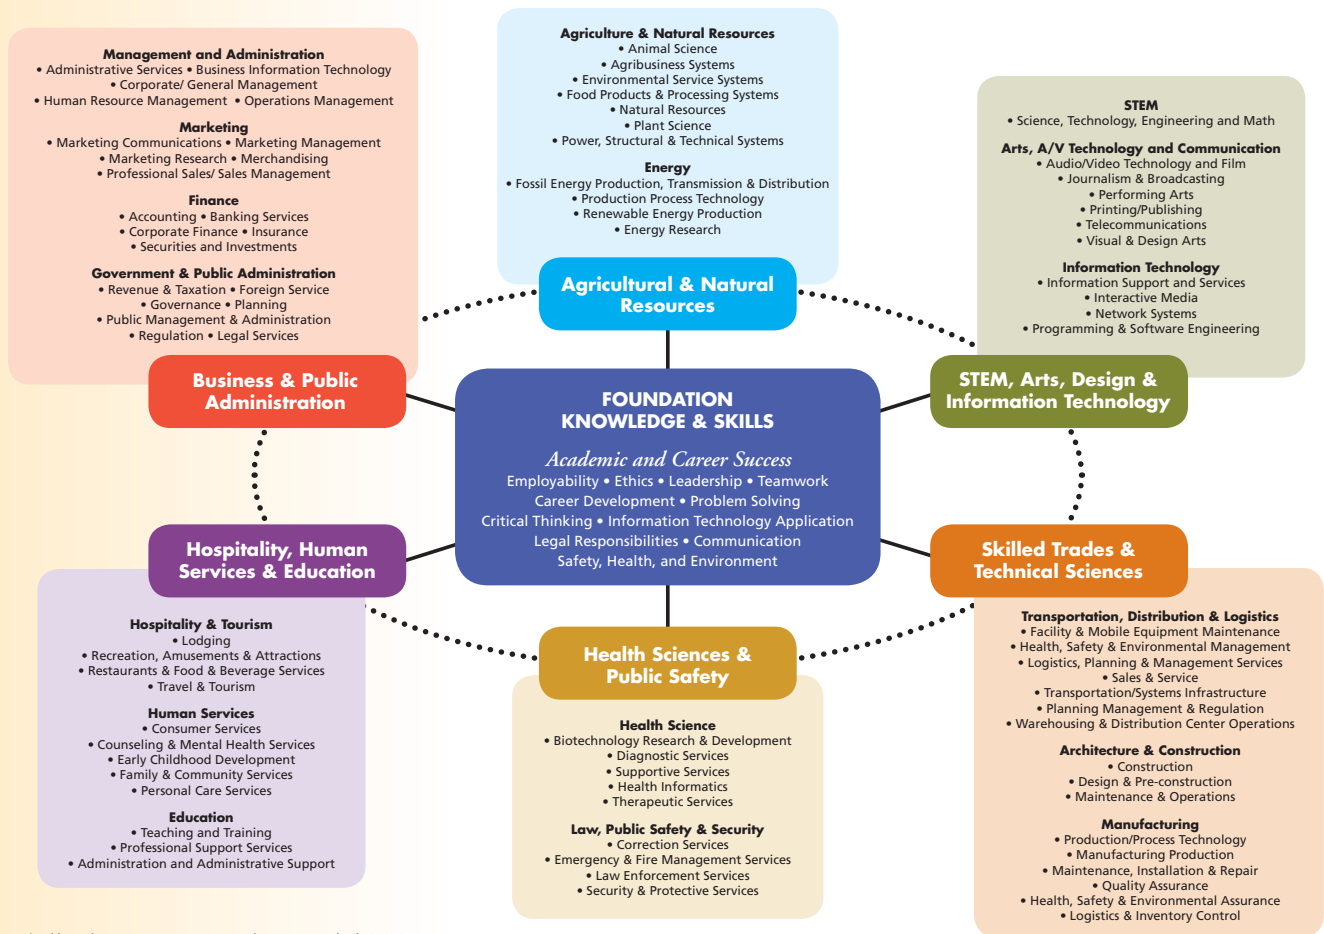 Management and Administration
• Administrative Services • Business Information Technology
• Corporate/ General Management
• Human Resource Management • Operations Management
Marketing
• Marketing Communications • Marketing Management
• Marketing Research • Merchandising
• Professional Sales/ Sales Management
Finance
• Accounting • Banking Services
• Corporate Finance • Insurance
• Securities and Investments
Government & Public Administration
• Revenue & Taxation • Foreign Service
• Governance • Planning
• Public Management & Administration
• Regulation • Legal Services
Business & Public
Administration
Agriculture & Natural Resources
• Animal Science
• Agribusiness Systems
• Environmental Service Systems
• Food Products & Processing Systems
• Natural Resources
• Plant Science
• Power, Structural & Technical Systems
Energy
• Fossil Energy Production, Transmission & Distribution
• Production Process Technology
• Renewable Energy Production
• Energy Research
Agricultural & Natural
Resources
STEM
• Science, Technology, Engineering and Math
Arts, A/V Technology and Communication
• Audio/Video Technology and Film
• Journalism & Broadcasting
• Performing Arts
• Printing/Publishing
• Telecommunications
• Visual & Design Arts
Information Technology
• Information Support and Services
• Interactive Media
• Network Systems
• Programming & Software Engineering
STEM, Arts, Design &
Information Technology
FOUNDATION
KNOWLEDGE & SKILLS
Academic and Career Success
Employability • Ethics • Leadership • Teamwork
Career Development • Problem Solving
Critical Thinking • Information Technology Application
Legal Responsibilities • Communication
Safety, Health, and Environment
Hospitality, Human
Services & Education
Hospitality & Tourism
• Lodging
• Recreation, Amusements & Attractions
• Restaurants & Food & Beverage Services
• Travel & Tourism
Human Services
• Consumer Services
• Counseling & Mental Health Services
• Early Childhood Development
• Family & Community Services
• Personal Care Services
Education
• Teaching and Training
• Professional Support Services
• Administration and Administrative Support
Health Sciences &
Public Safety
Health Science
• Biotechnology Research & Development
• Diagnostic Services
• Supportive Services
• Health Informatics
• Therapeutic Services
Law, Public Safety & Security
• Correction Services
• Emergency & Fire Management Services
• Law Enforcement Services
• Security & Protective Services
Skilled Trades &
Technical Sciences
Transportation, Distribution & Logistics
• Facility & Mobile Equipment Maintenance
• Health, Safety & Environmental Management
• Logistics, Planning & Management Services
• Sales & Service
• Transportation/Systems Infrastructure
• Planning Management & Regulation
• Warehousing & Distribution Center Operations
Architecture & Construction
• Construction
• Design & Pre-construction
• Maintenance & Operations
Manufacturing
• Production/Process Technology
• Manufacturing Production
• Maintenance, Installation & Repair
• Quality Assurance
• Health, Safety & Environmental Assurance
• Logistics & Inventory Control